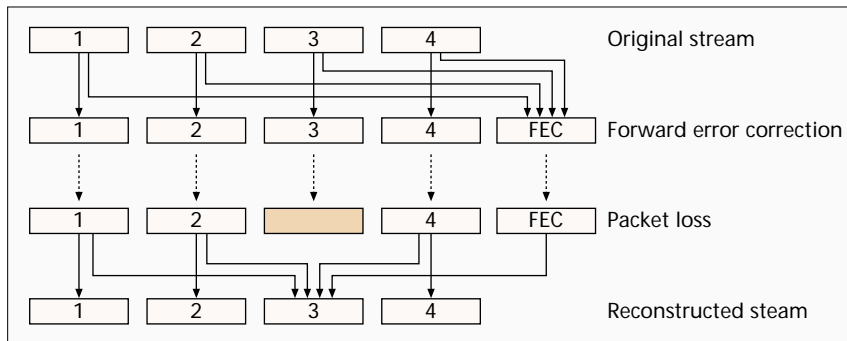 1 2 3 4 Original stream
1 2 3 4 FEC Forward error correction
1 2 4 FEC Packet loss
1 2 3 4 Reconstructed steam